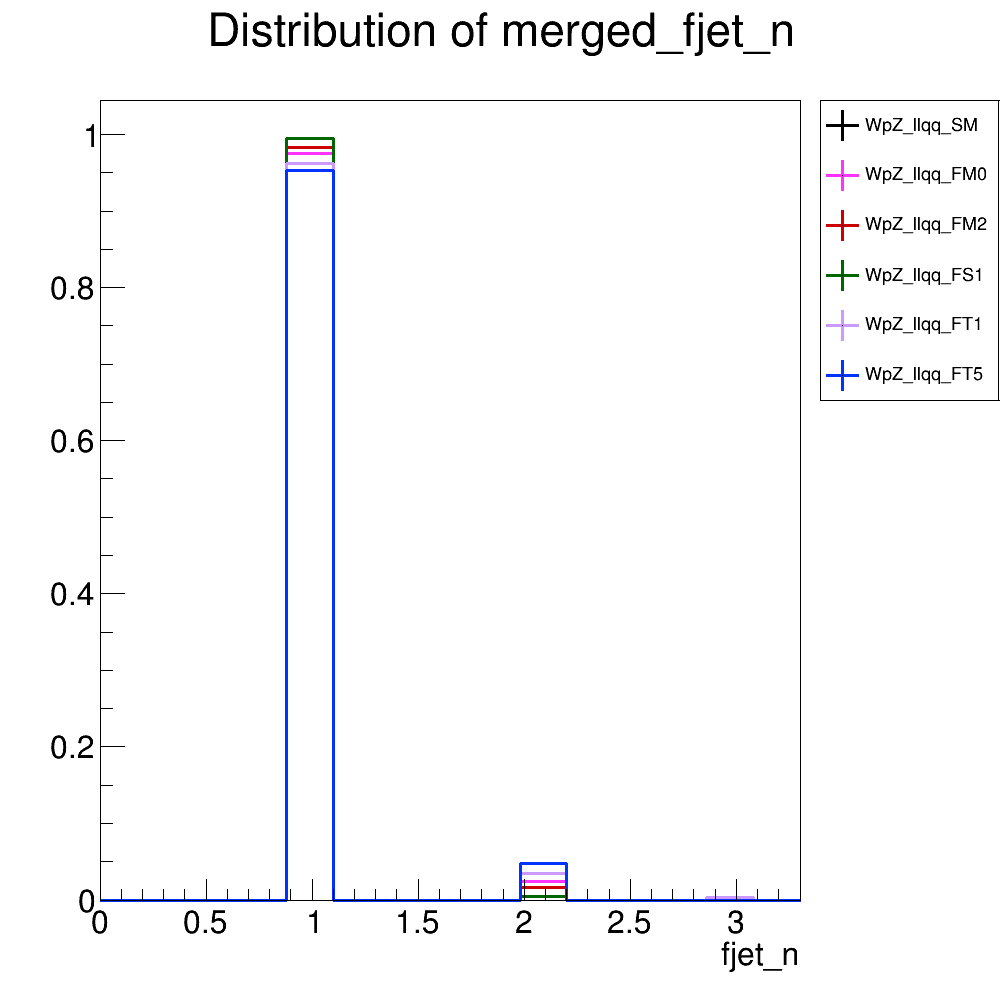 Distribution of merged_fjet_n
1
0.8
0.6
0.4
0.2
0
0 0.5 1 1.5 2 2.5 3
fjet_n
WpZ_llqq_SM
WpZ_llqq_FM0
WpZ_llqq_FM2
WpZ_llqq_FS1
WpZ_llqq_FT1
WpZ_llqq_FT5